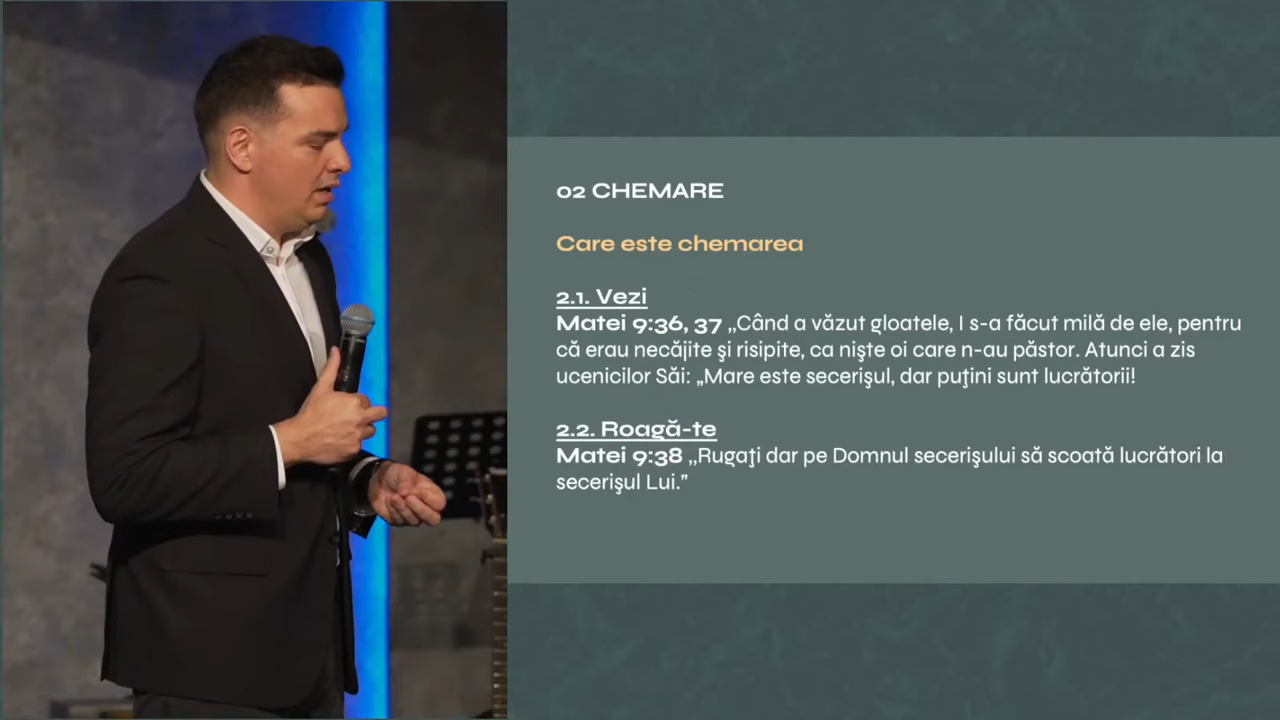 02 CHEMARE
Care este chemarea
2.1. Vezi
Matei 9:36, 37 „Când a văzut gloatele, I s-a făcut milă de ele, pentru
că erau necăjite şi risipite, ca nişte oi care n-au păstor. Atunci a zis
ucenicilor Săi: „Mare este secerişul, dar puţini sunt lucrătorii!
2.2. Roagă-te
Matei 9:38 „Rugaţi dar pe Domnul secerişului să scoată lucrători la
secerişul Lui.”